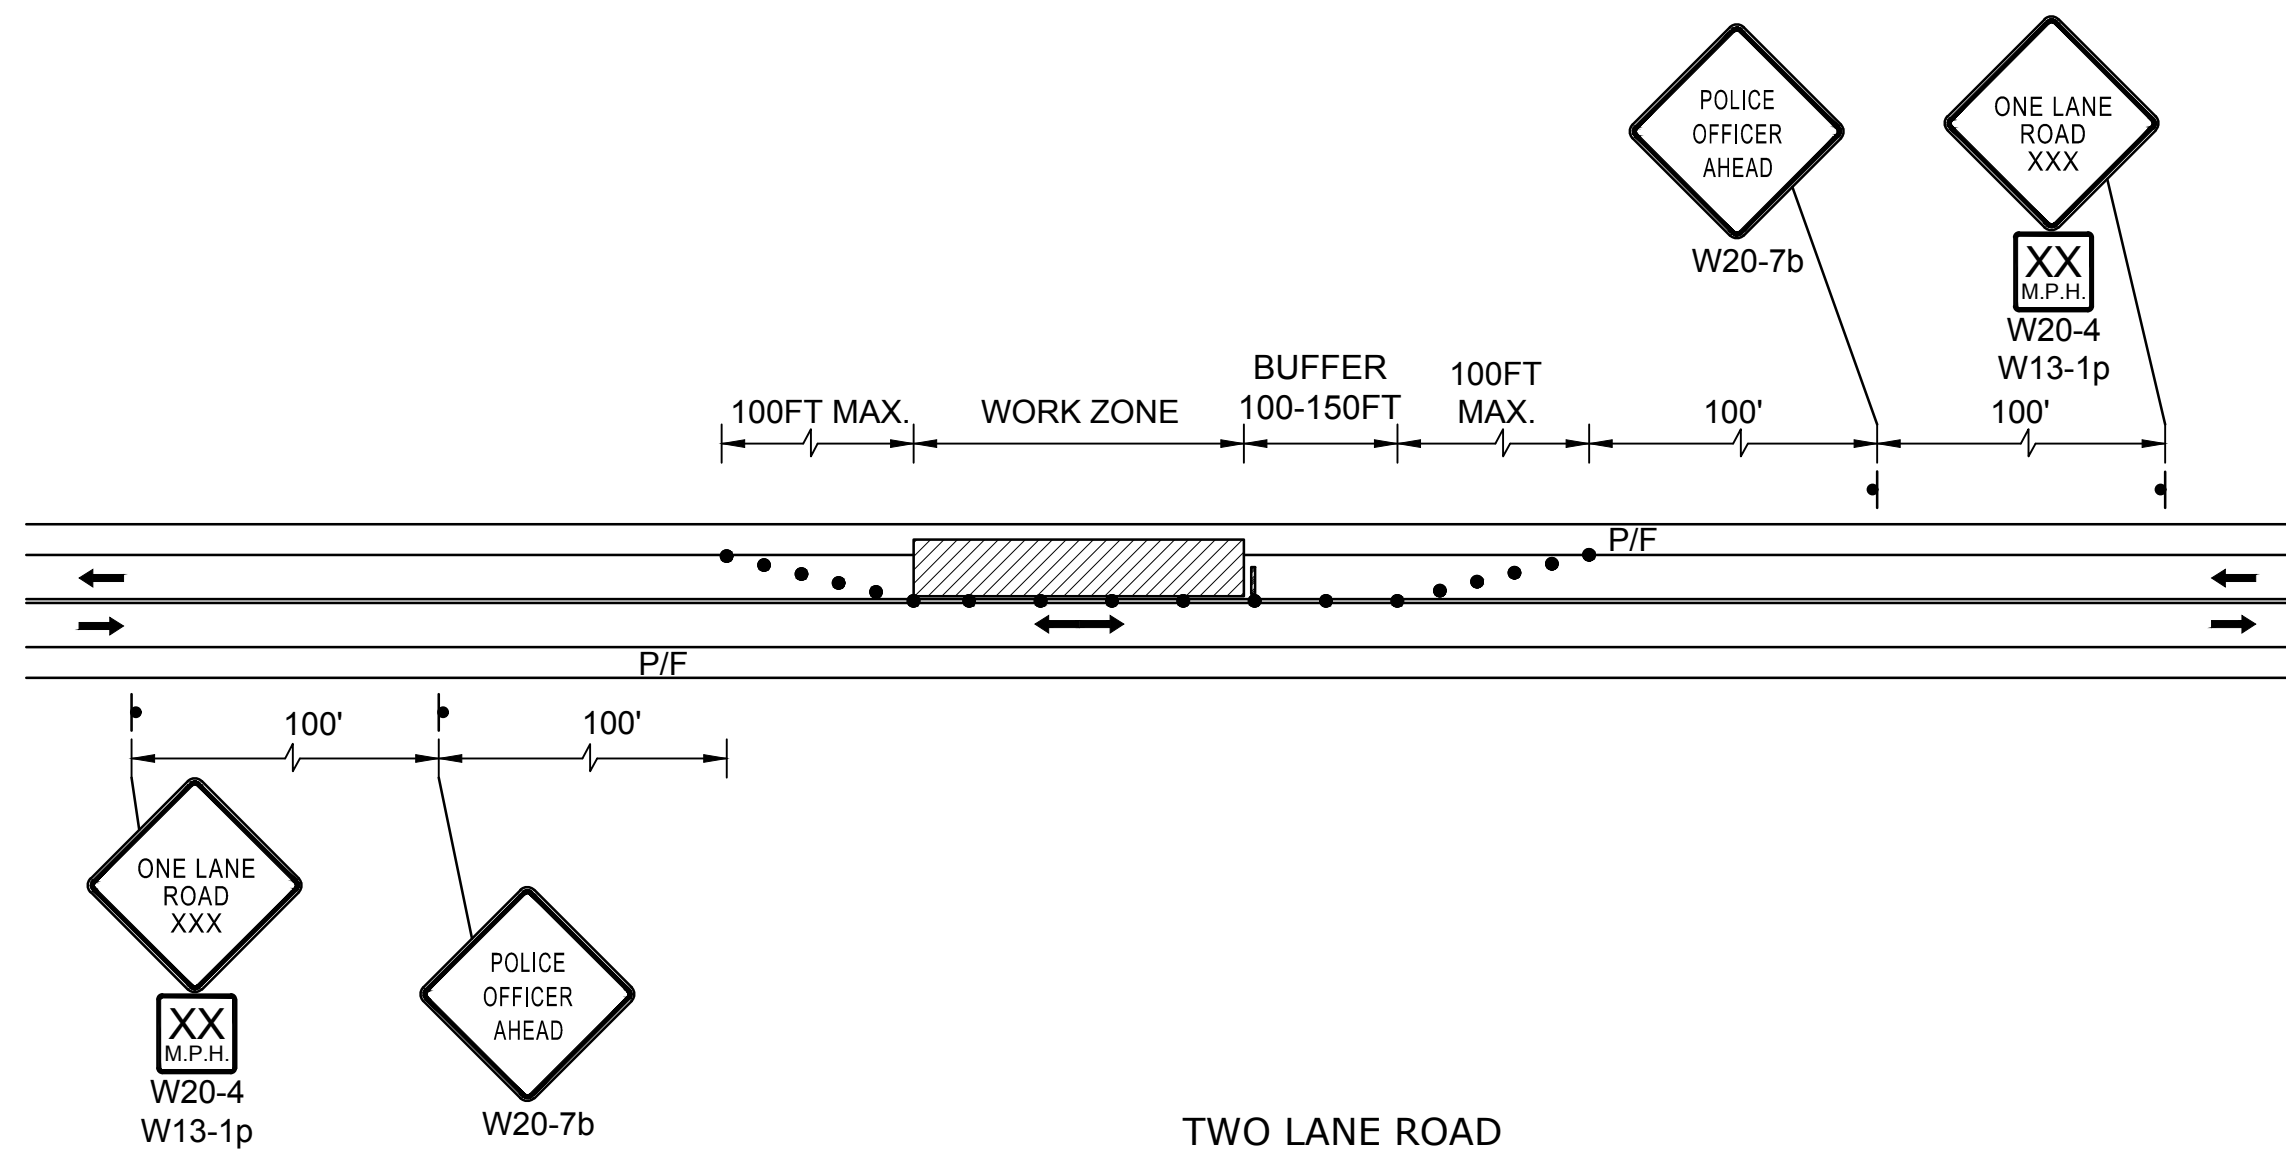 POLICE
OFFICER
AHEAD
W20-7b
ONE LANE
ROAD
XXX
XX
M.P.H.
W20-4
W13-1p
100FT MAX.
WORK ZONE
BUFFER
100-150FT
100FT
MAX.
100'
100'
P/F
P/F
100'
100'
ONE LANE
ROAD
XXX
XX
M.P.H.
W20-4
W13-1p
POLICE
OFFICER
AHEAD
W20-7b
TWO LANE ROAD